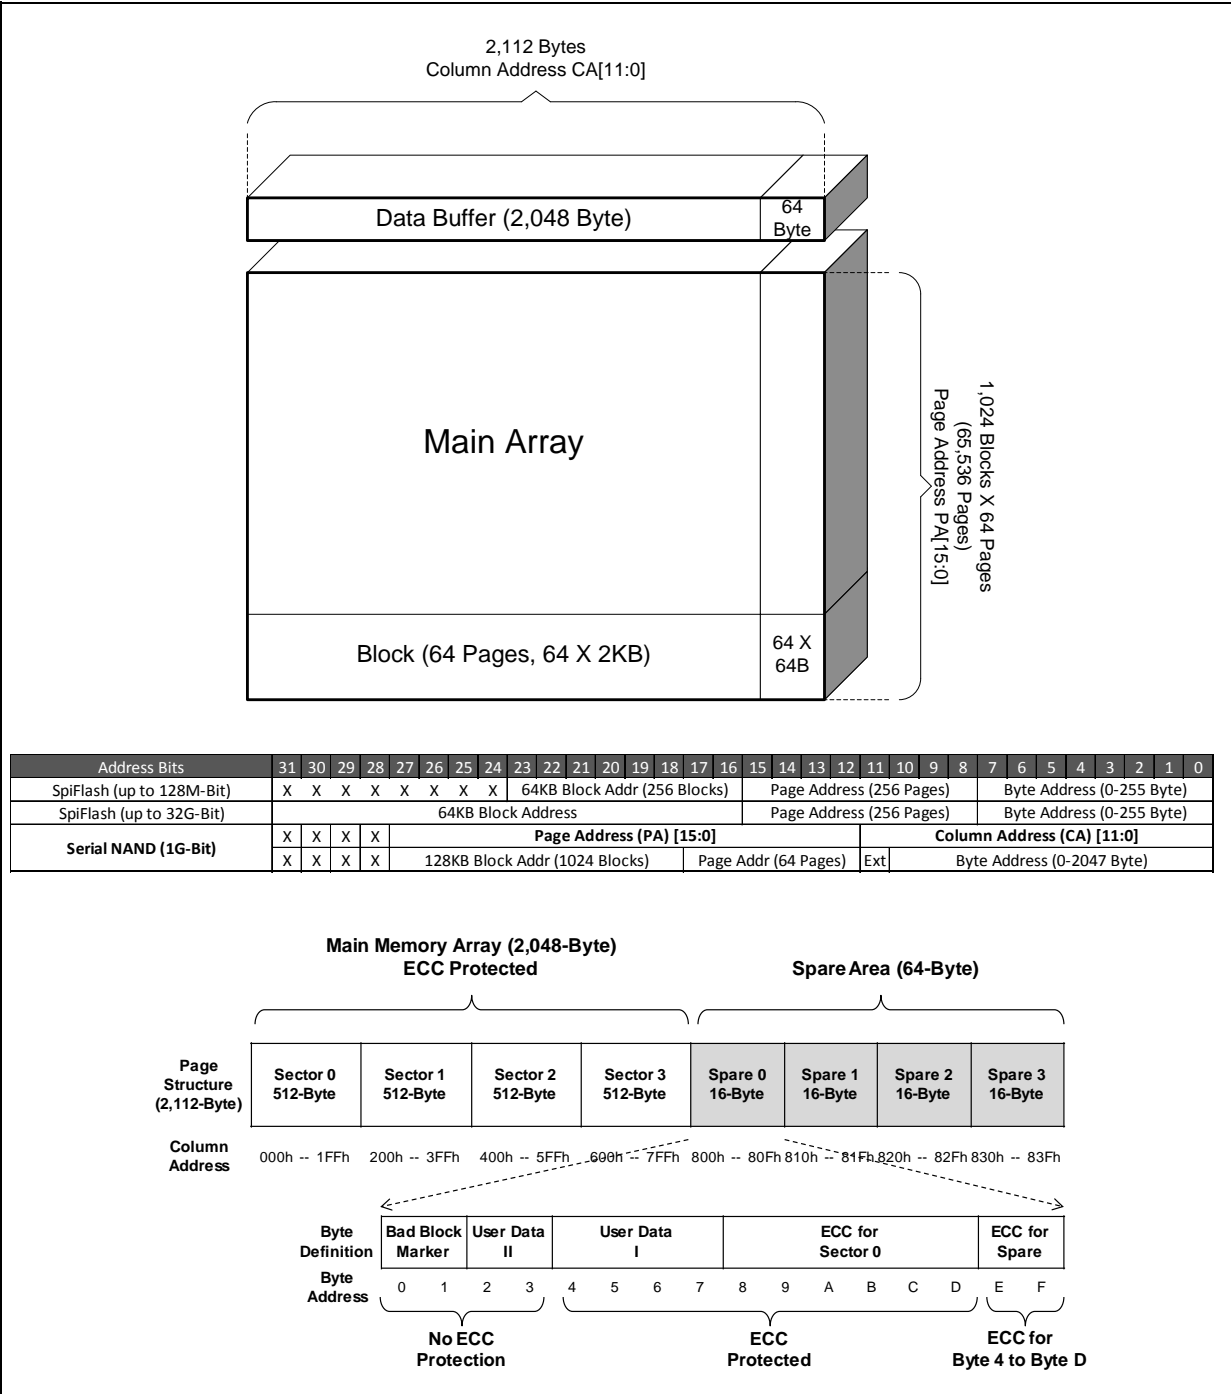 2,112 Bytes
Column Address CA[11:0]
Data Buffer (2,048 Byte)
64
Byte
Main Array
1,024 Blocks X 64 Pages
(65,536 Pages)
Page Address PA[15:0]
Block (64 Pages, 64 X 2KB)
64 X
64B
Address Bits 31 30 29 28 27 26 25 24 23 22 21 20 19 18 17 16 15 14 13 12 11 10 9 8 7 6 5 4 3 2 1 0
SpiFlash (up to 128M-Bit) X X X X X X X X 64KB Block Addr (256 Blocks) Page Address (256 Pages) Byte Address (0-255 Byte)
SpiFlash (up to 32G-Bit) 64KB Block Address Page Address (256 Pages) Byte Address (0-255 Byte)
Serial NAND (1G-Bit) X X X X Page Address (PA) [15:0] Column Address (CA) [11:0]
X X X X 128KB Block Addr (1024 Blocks) Page Addr (64 Pages) Ext Byte Address (0-2047 Byte)
Main Memory Array (2,048-Byte)
ECC Protected
Spare Area (64-Byte)
Page
Structure
(2,112-Byte)
Sector 0
512-Byte
Sector 1
512-Byte
Sector 2
512-Byte
Sector 3
512-Byte
Spare 0
16-Byte
Spare 1
16-Byte
Spare 2
16-Byte
Spare 3
16-Byte
Column
Address
000h -- 1FFh 200h -- 3FFh 400h -- 5FFh 600h -- 7FFh 800h -- 80Fh 810h -- 81Fh 820h -- 82Fh 830h -- 83Fh
Byte
Definition
Bad Block
Marker
User Data
II
User Data
I
ECC for
Sector 0
ECC for
Spare
Byte
Address
0 1 2 3 4 5 6 7 8 9 A B C D E F
No ECC
Protection
ECC
Protected
ECC for
Byte 4 to Byte D